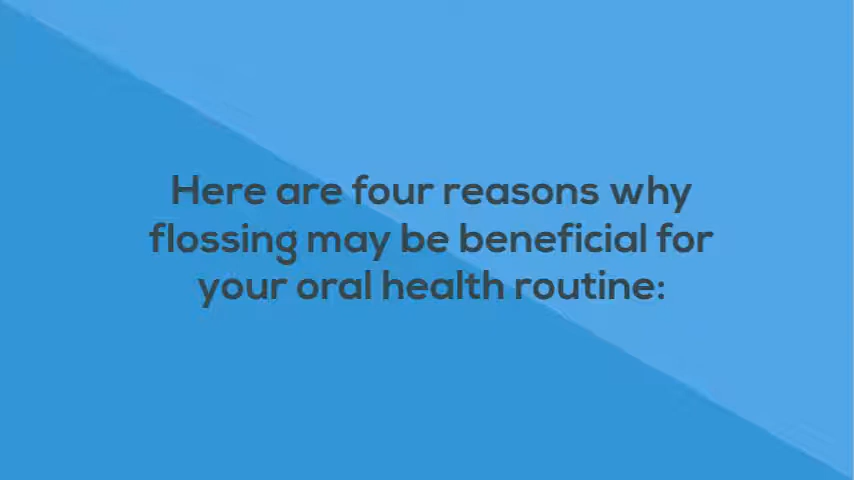 Here are four reasons why
flossing may be beneficial for
your oral health routine: